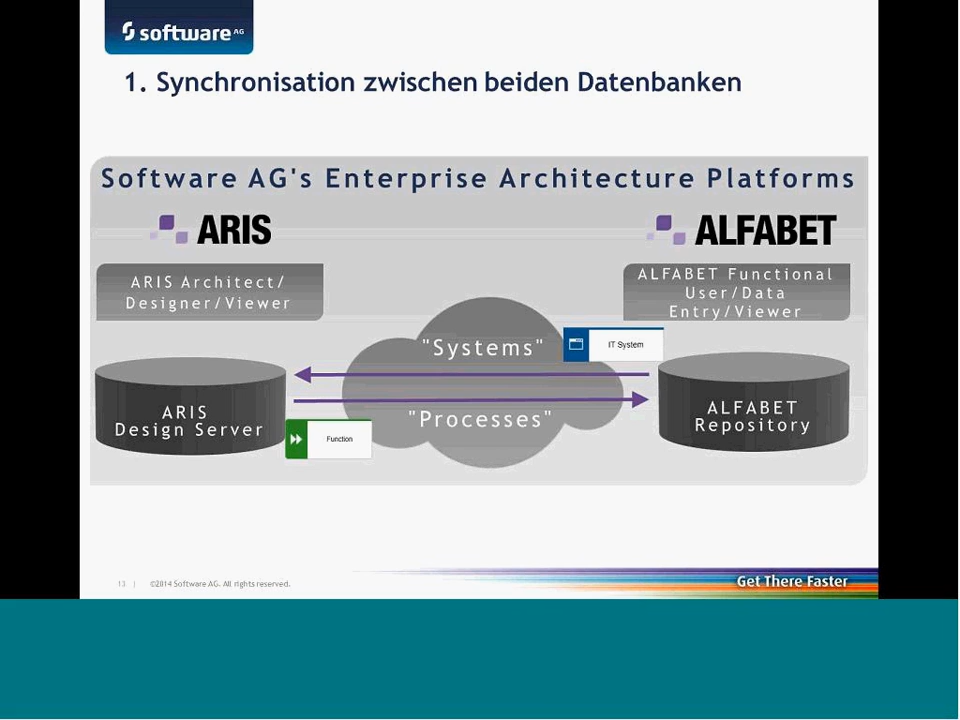 software AG
1. Synchronisation zwischen beiden Datenbanken
Software AG's Enterprise Architecture Platforms
ARIS
ALFABET
ARIS Architect/
Designer/Viewer
ALFABET Functional
User/Data
Entry/Viewer
"Systems"
IT System
ARIS
Design Server
ALFABET
Repository
"Processes"
Function
13 | ©2014 Software AG. All rights reserved.
Get There Faster